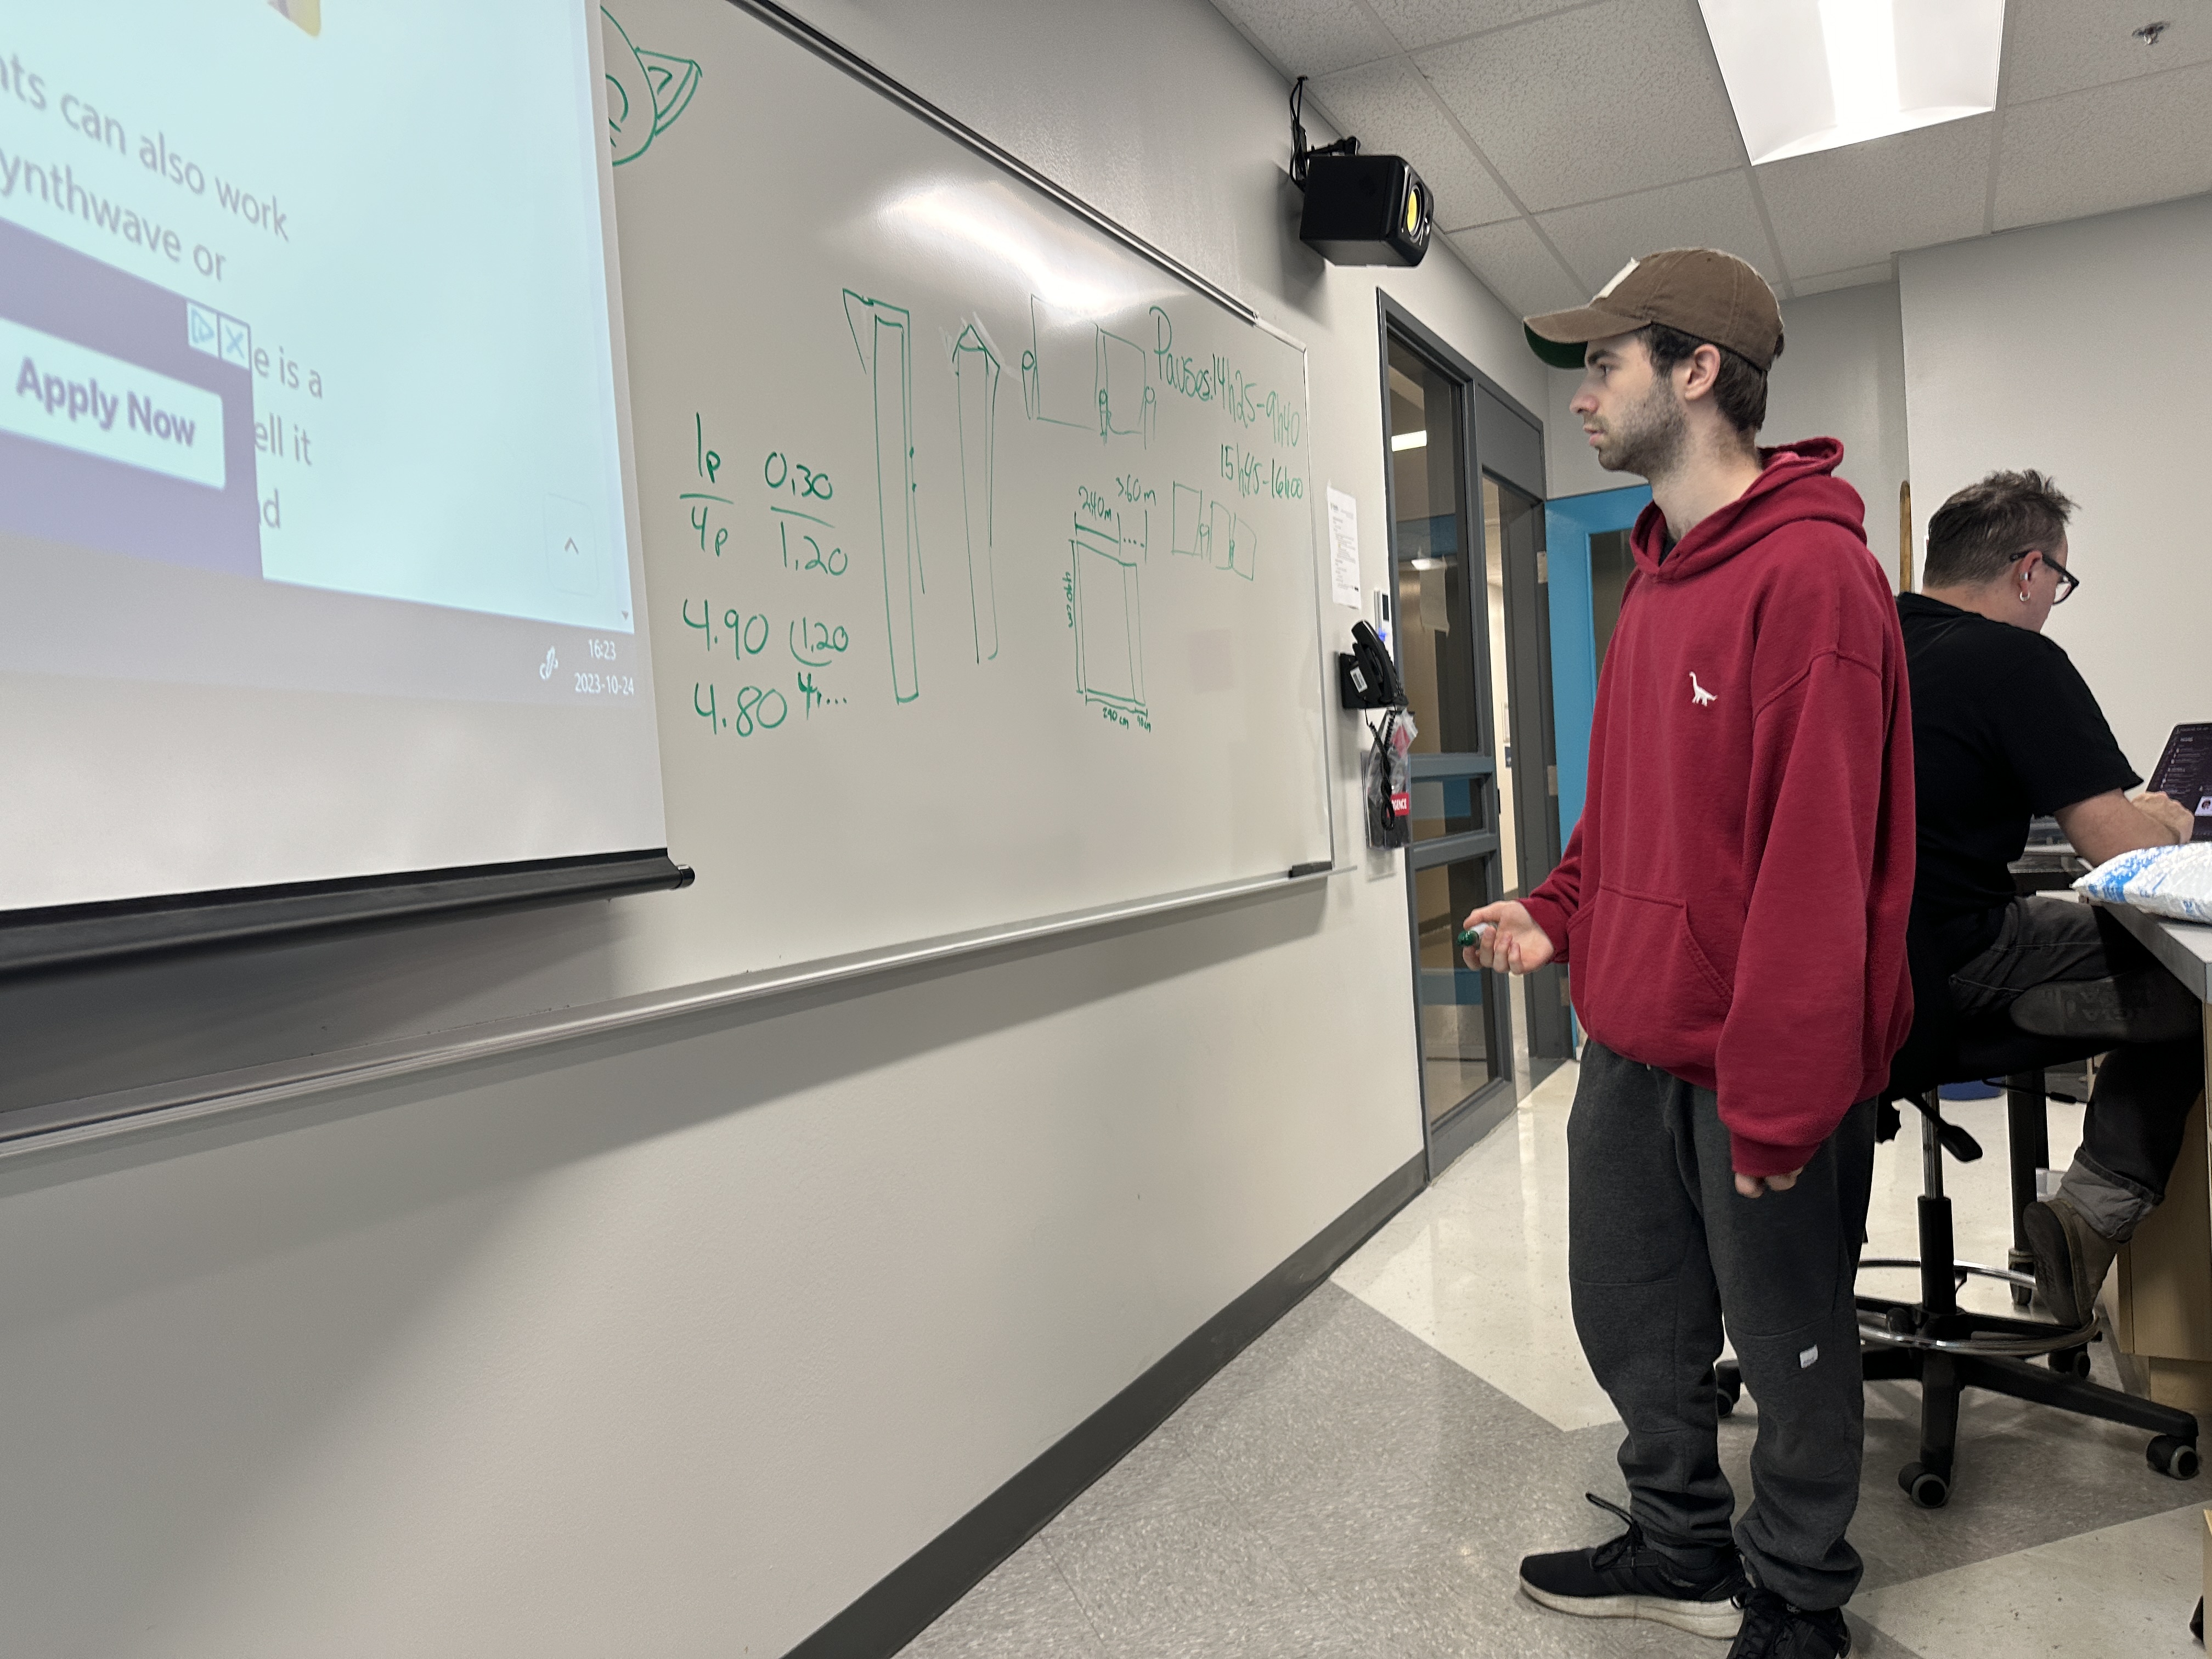 nts can also work
ynthwave or
e is a
ell it
d
Apply Now
16:23
2023-10-24
1p 0,30
4p 1,20
4.90 (1,20
4.80 4,...
Pauses: 14h25-9h40
15h45-16h00
240m >60m
240 cm